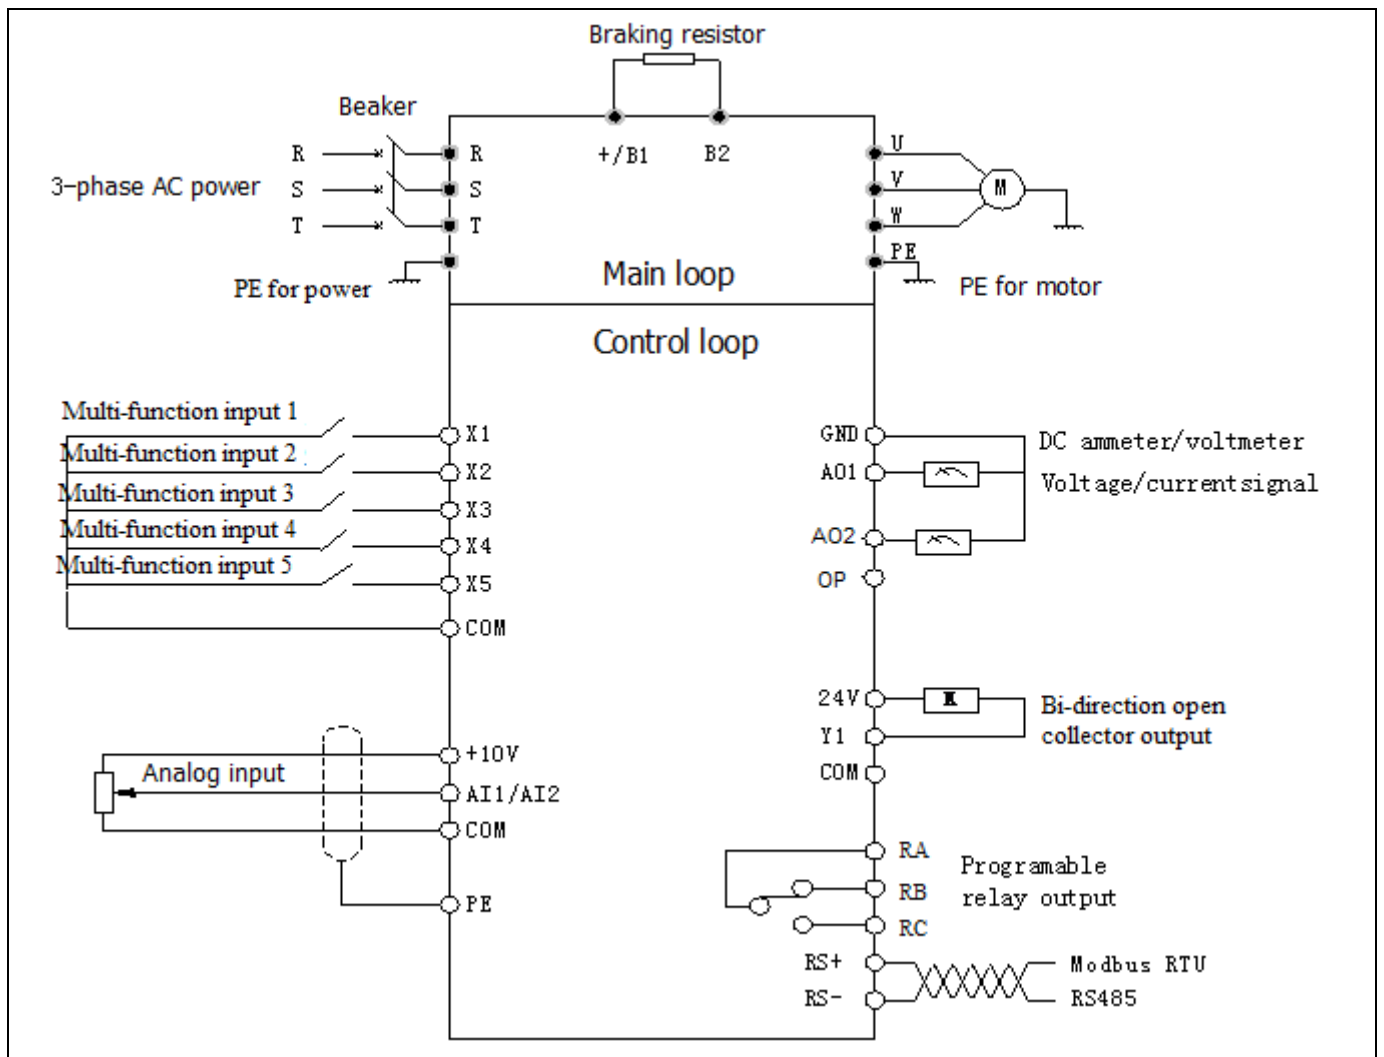 Braking resistor
Beaker
+/B1 B2
R R
3-phase AC power S S
T T
PE for power
U
V
M
W
PE
PE for motor
Main loop
Control loop
Multi-function input 1
X1
Multi-function input 2
X2
Multi-function input 3
X3
Multi-function input 4
X4
Multi-function input 5
X5
COM
+10V
Analog input
AI1/AI2
COM
PE
GND
DC ammeter/voltmeter
AO1
Voltage/currentsignal
AO2
OP
24V
K
Y1
COM
Bi-direction open
collector output
RA
RB
RC
Programable
relay output
RS+
RS-
Modbus RTU
RS485